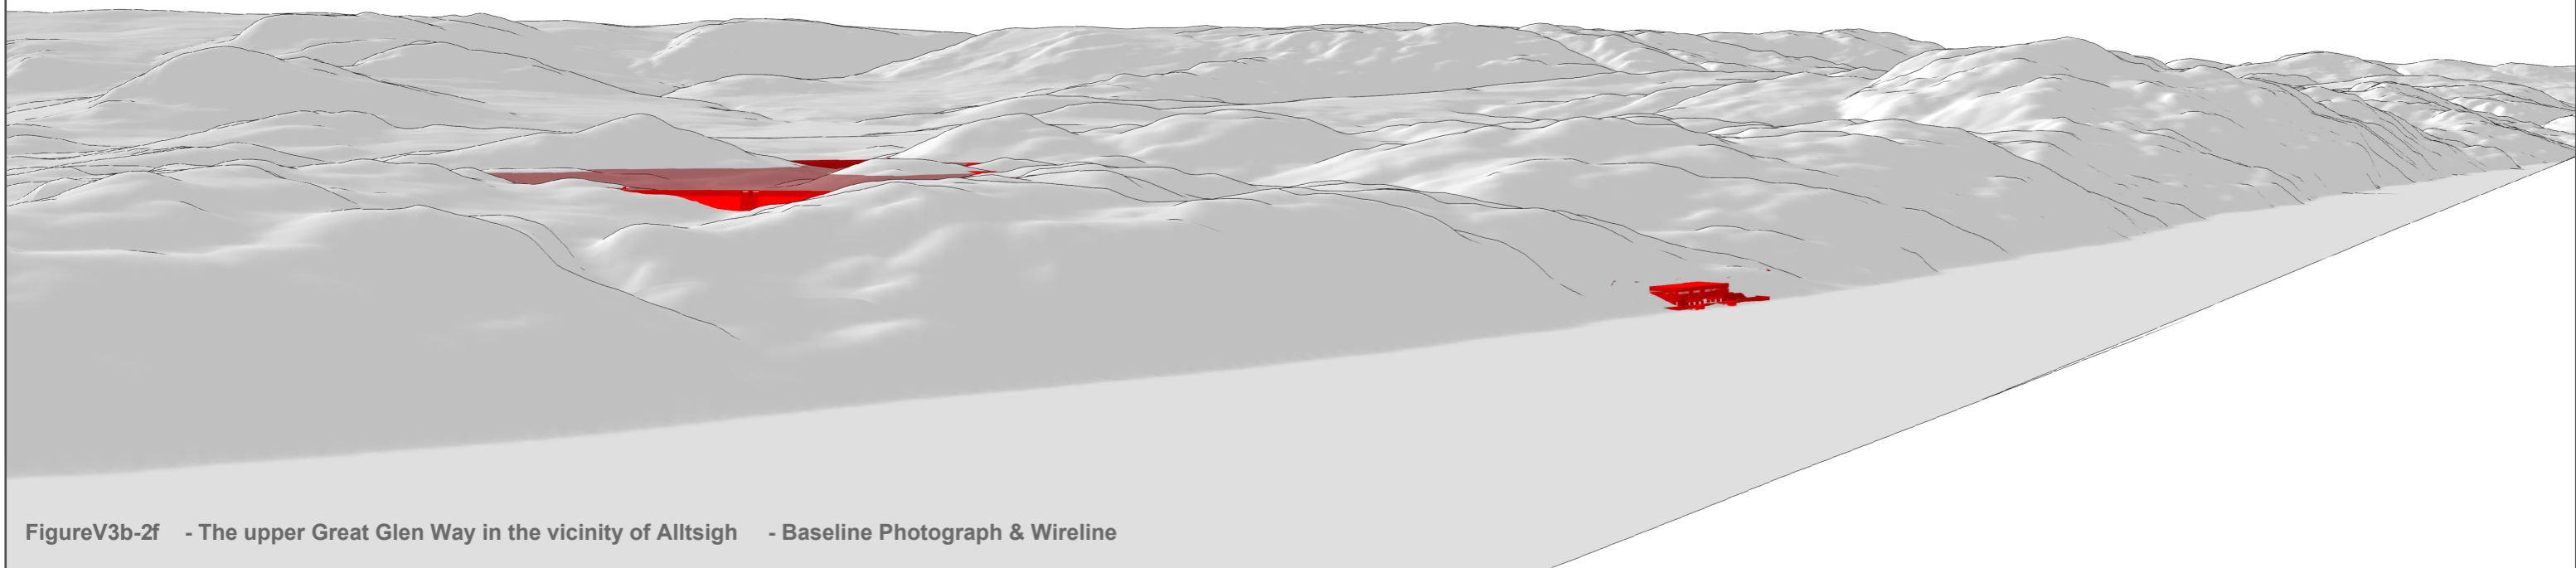 FigureV3b-2f - The upper Great Glen Way in the vicinity of Alltsigh - Baseline Photograph & Wireline